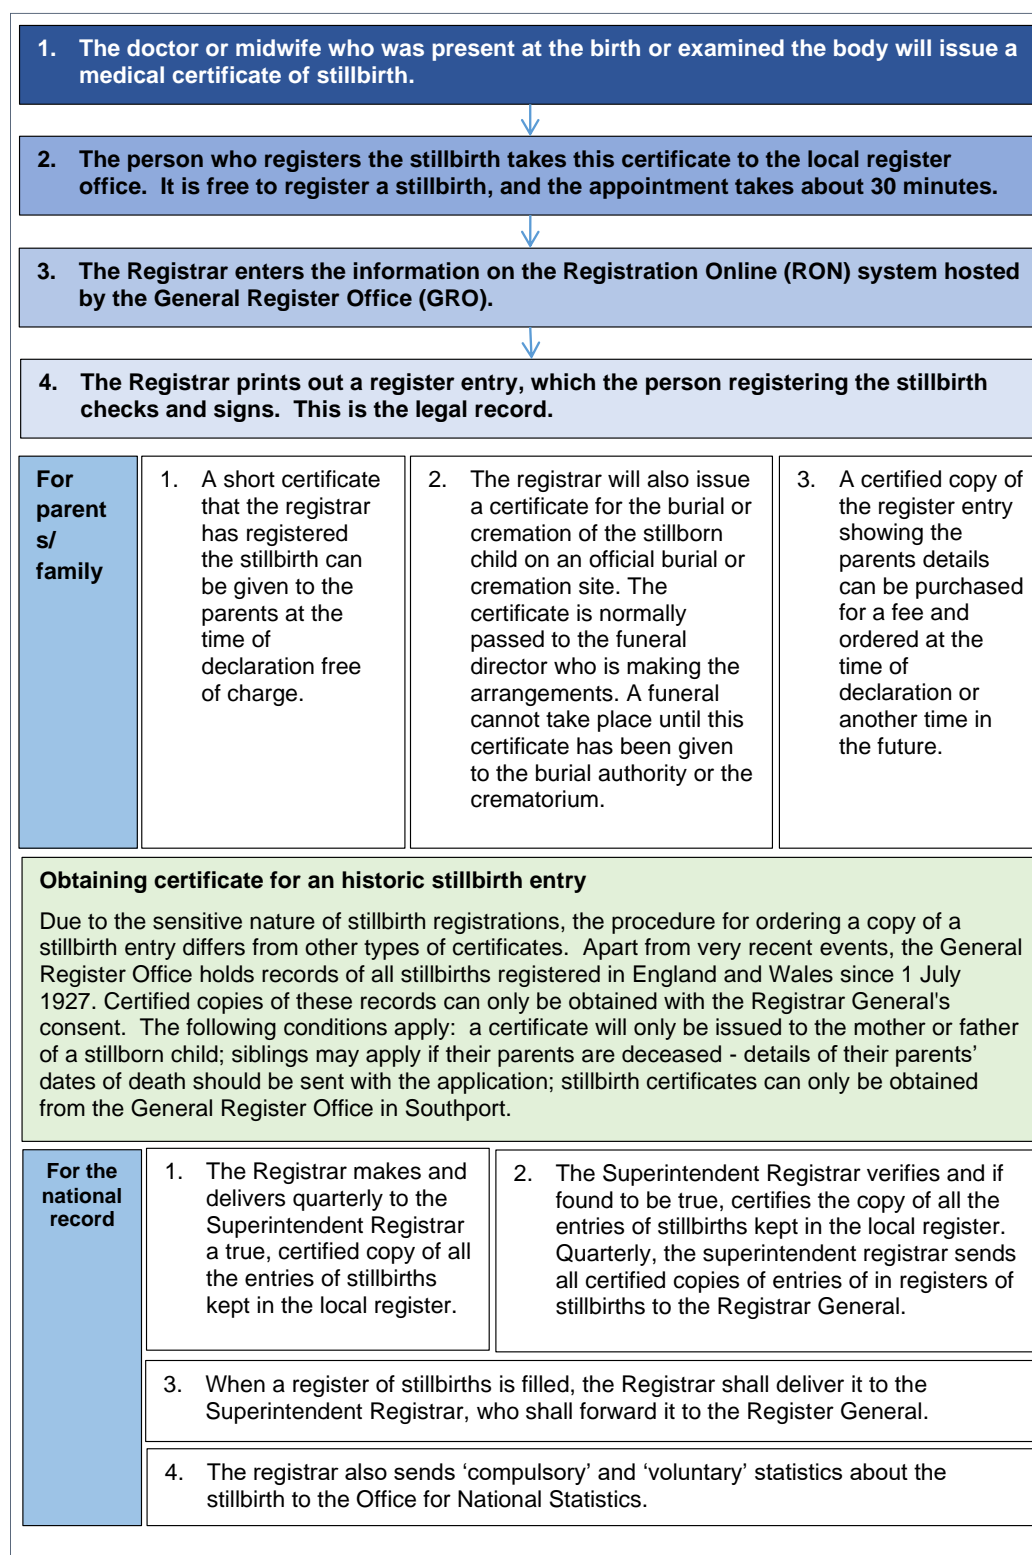 1. The doctor or midwife who was present at the birth or examined the body will issue a
medical certificate of stillbirth.
2. The person who registers the stillbirth takes this certificate to the local register
office.  It is free to register a stillbirth, and the appointment takes about 30 minutes.
3. The Registrar enters the information on the Registration Online (RON) system hosted
by the General Register Office (GRO).
4. The Registrar prints out a register entry, which the person registering the stillbirth
checks and signs.  This is the legal record.
For
parent
s/
family
1. A short certificate
that the registrar
has registered
the stillbirth can
be given to the
parents at the
time of
declaration free
of charge.
2. The registrar will also issue
a certificate for the burial or
cremation of the stillborn
child on an official burial or
cremation site. The
certificate is normally
passed to the funeral
director who is making the
arrangements. A funeral
cannot take place until this
certificate has been given
to the burial authority or the
crematorium.
3. A certified copy of
the register entry
showing the
parents details
can be purchased
for a fee and
ordered at the
time of
declaration or
another time in
the future.
Obtaining certificate for an historic stillbirth entry
Due to the sensitive nature of stillbirth registrations, the procedure for ordering a copy of a
stillbirth entry differs from other types of certificates.  Apart from very recent events, the General
Register Office holds records of all stillbirths registered in England and Wales since 1 July
1927. Certified copies of these records can only be obtained with the Registrar General's
consent.  The following conditions apply:  a certificate will only be issued to the mother or father
of a stillborn child; siblings may apply if their parents are deceased - details of their parents’
dates of death should be sent with the application; stillbirth certificates can only be obtained
from the General Register Office in Southport.
For the
national
record
1. The Registrar makes and
delivers quarterly to the
Superintendent Registrar
a true, certified copy of all
the entries of stillbirths
kept in the local register.
2. The Superintendent Registrar verifies and if
found to be true, certifies the copy of all the
entries of stillbirths kept in the local register.
Quarterly, the superintendent registrar sends
all certified copies of entries of in registers of
stillbirths to the Registrar General.
3. When a register of stillbirths is filled, the Registrar shall deliver it to the
Superintendent Registrar, who shall forward it to the Register General.
4. The registrar also sends ‘compulsory’ and ‘voluntary’ statistics about the
stillbirth to the Office for National Statistics.